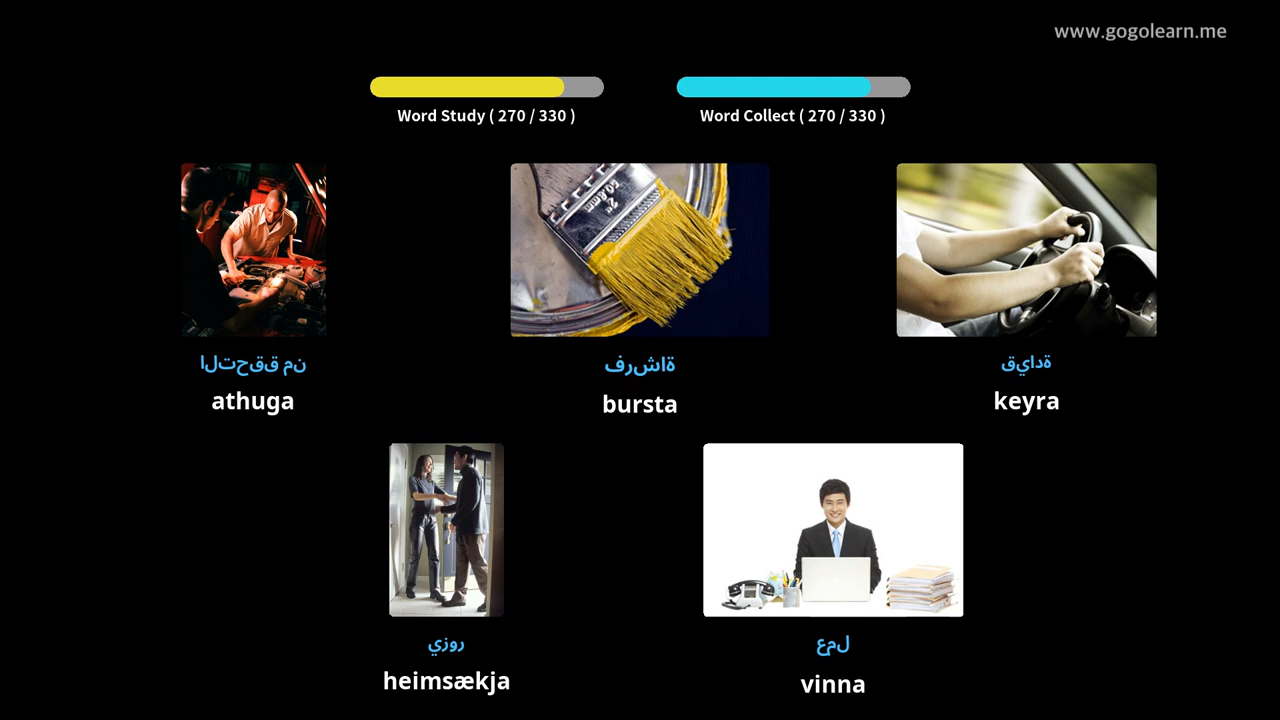 www.gogolearn.me
Word Study ( 270 / 330 )
Word Collect ( 270 / 330 )
التحقق من
athuga
فرشاة
bursta
قيادة
keyra
يزور
heimsækja
عمل
vinna